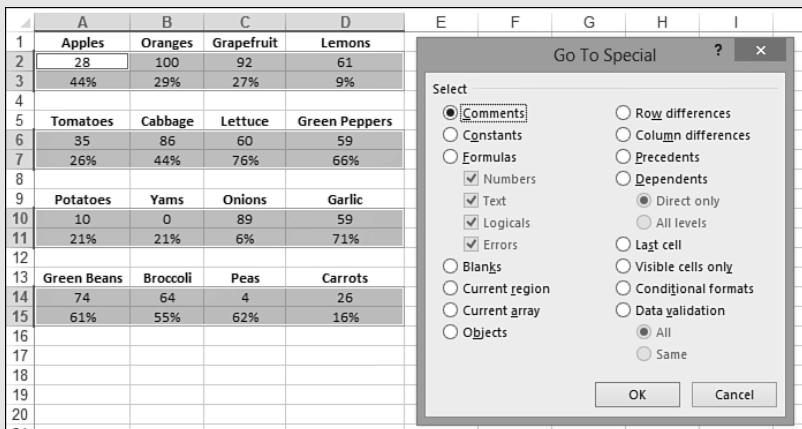 A B C D E F G H I
1 Apples Oranges Grapefruit Lemons
2 28 100 92 61
3 44% 29% 27% 9%
4
5 Tomatoes Cabbage Lettuce Green Peppers
6 35 86 60 59
7 26% 44% 76% 66%
8
9 Potatoes Yams Onions Garlic
10 10 0 89 59
11 21% 21% 6% 71%
12
13 Green Beans Broccoli Peas Carrots
14 74 64 4 26
15 61% 55% 62% 16%
16
17
18
19
20
Go To Special ? ×
Select
Comments
Constants
Formulas
Numbers
Text
Logicals
Errors
Blanks
Current region
Current array
Objects
Row differences
Column differences
Precedents
Dependents
Direct only
All levels
Last cell
Visible cells only
Conditional formats
Data validation
All
Same
OK Cancel